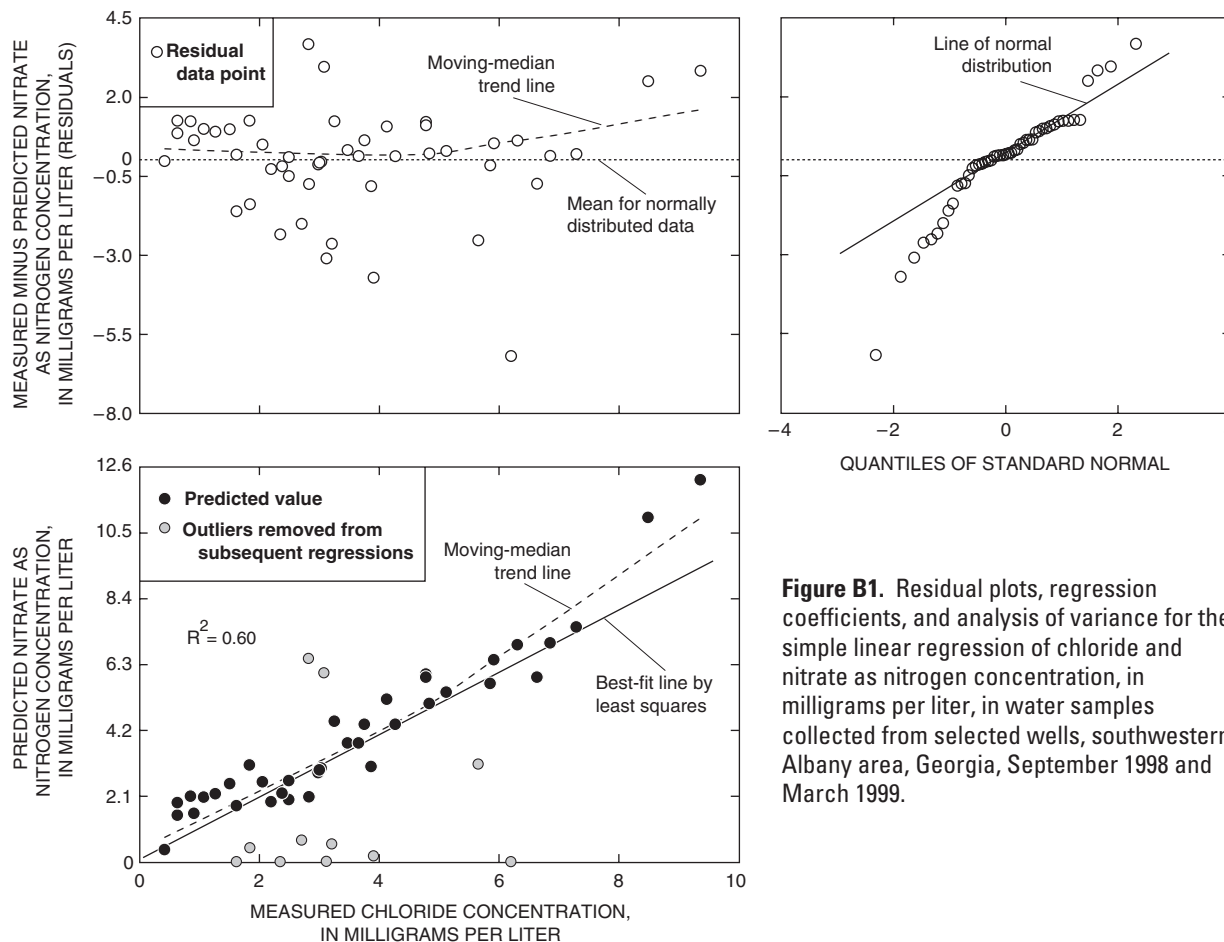 MEASURED MINUS PREDICTED NITRATE
AS NITROGEN CONCENTRATION,
IN MILLIGRAMS PER LITER (RESIDUALS)
4.5
2.0
0
−0.5
−3.0
−5.5
−8.0
Residual
data point
Moving-median
trend line
Mean for normally
distributed data
Line of normal
distribution
−4
−2
0
2
QUANTILES OF STANDARD NORMAL
PREDICTED NITRATE AS
NITROGEN CONCENTRATION,
IN MILLIGRAMS PER LITER
12.6
10.5
8.4
6.3
4.2
2.1
0
Predicted value
Outliers removed from
subsequent regressions
R2 = 0.60
Moving-median
trend line
Best-fit line by
least squares
0
2
4
6
8
10
MEASURED CHLORIDE CONCENTRATION,
IN MILLIGRAMS PER LITER
Figure B1. Residual plots, regression
coefficients, and analysis of variance for the
simple linear regression of chloride and
nitrate as nitrogen concentration, in
milligrams per liter, in water samples
collected from selected wells, southwestern
Albany area, Georgia, September 1998 and
March 1999.